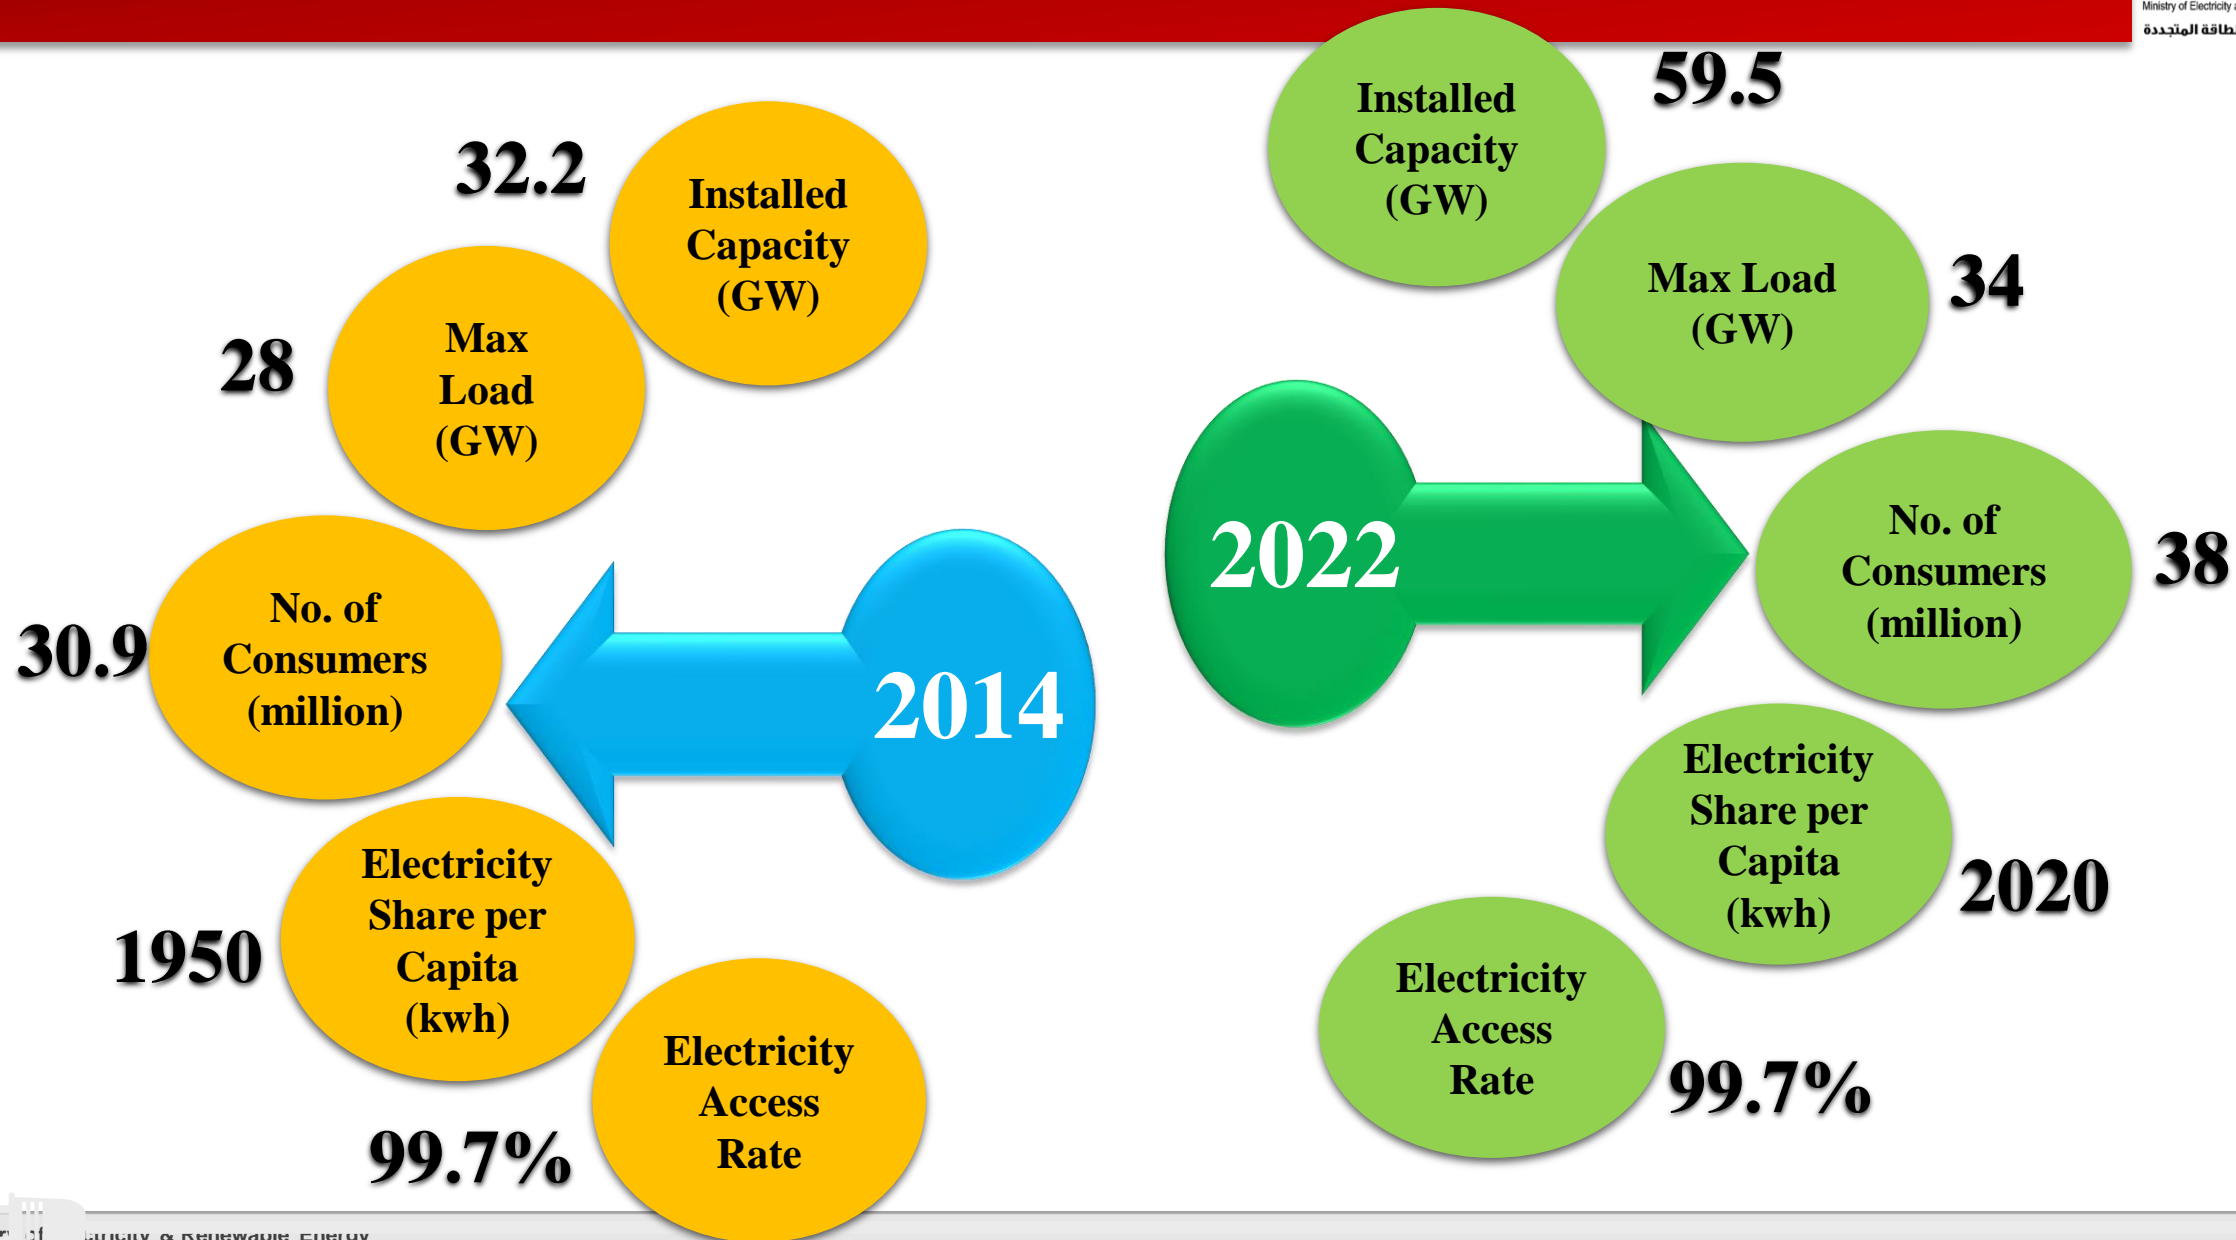 Ministry of Electricity
الطاقة المتجددة
32.2
Installed
Capacity
(GW)
28
Max
Load
(GW)
30.9
No. of
Consumers
(million)
2014
1950
Electricity
Share per
Capita
(kwh)
99.7%
Electricity
Access
Rate
Installed
Capacity
(GW)
59.5
Max Load
(GW)
34
2022
No. of
Consumers
(million)
38
Electricity
Share per
Capita
(kwh)
2020
Electricity
Access
Rate
99.7%
& Renewable Energy